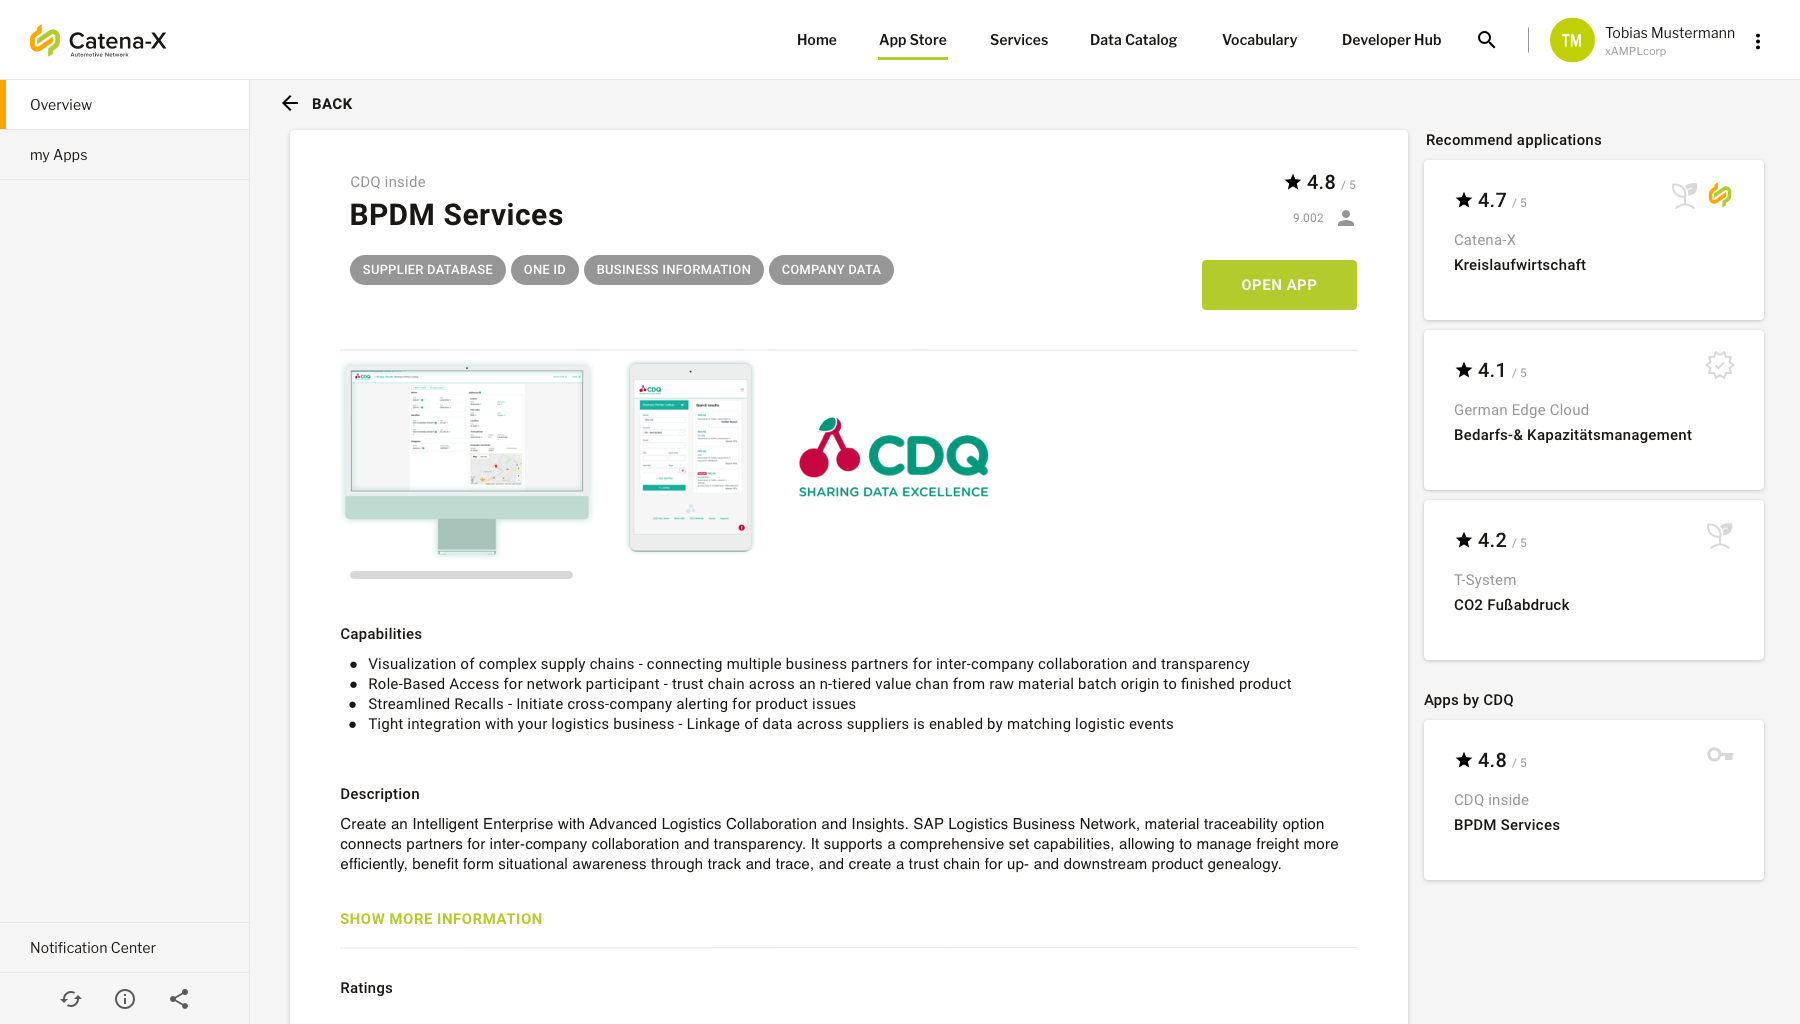 Catena-X
Automotive Network
Home
App Store
Services
Data Catalog
Vocabulary
Developer Hub
TM
Tobias Mustermann
xAMPLcorp
Overview
my Apps
BACK
CDQ inside
BPDM Services
4.8 / 5
9.002
SUPPLIER DATABASE
ONE ID
BUSINESS INFORMATION
COMPANY DATA
OPEN APP
CDQ
CDQ
Search results
CDQ
SHARING DATA EXCELLENCE
Capabilities
● Visualization of complex supply chains - connecting multiple business partners for inter-company collaboration and transparency
● Role-Based Access for network participant - trust chain across an n-tiered value chan from raw material batch origin to finished product
● Streamlined Recalls - Initiate cross-company alerting for product issues
● Tight integration with your logistics business - Linkage of data across suppliers is enabled by matching logistic events
Description
Create an Intelligent Enterprise with Advanced Logistics Collaboration and Insights. SAP Logistics Business Network, material traceability option
connects partners for inter-company collaboration and transparency. It supports a comprehensive set capabilities, allowing to manage freight more
efficiently, benefit form situational awareness through track and trace, and create a trust chain for up- and downstream product genealogy.
SHOW MORE INFORMATION
Ratings
Recommend applications
4.7 / 5
Catena-X
Kreislaufwirtschaft
4.1 / 5
German Edge Cloud
Bedarfs-& Kapazitätsmanagement
4.2 / 5
T-System
CO2 Fußabdruck
Apps by CDQ
4.8 / 5
CDQ inside
BPDM Services
Notification Center